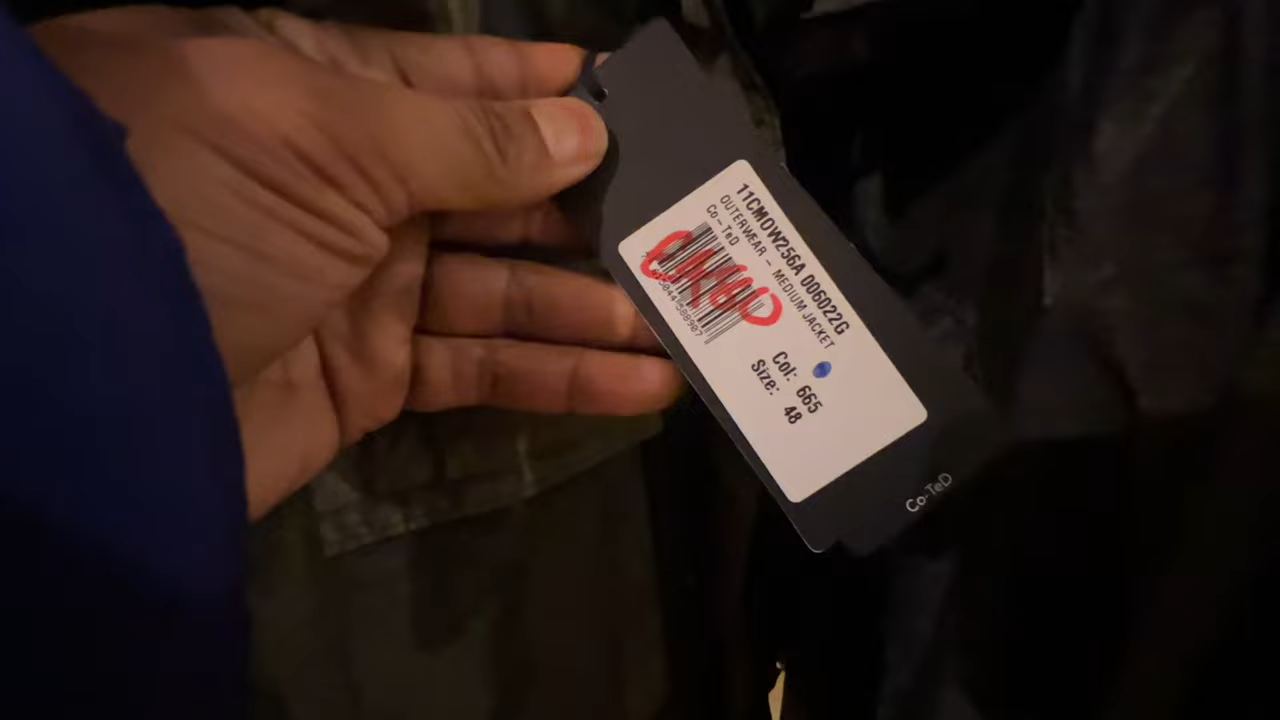 11CMOW256A 006022G
OUTERWEAR – MEDIUM JACKET
Co-TeD
Col: 665
Size: 48
Co-TeD